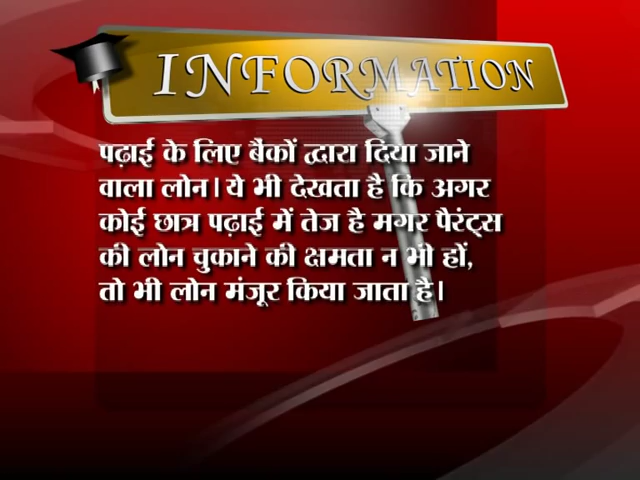 INFORMATION
पढ़ाई के लिए बैंकों द्वारा दिया जाने
वाला लोन। ये भी देखता है कि अगर
कोई छात्र पढ़ाई में तेज है मगर पैरंट्स
की लोन चुकाने की क्षमता न भी हों,
तो भी लोन मंजूर किया जाता है।